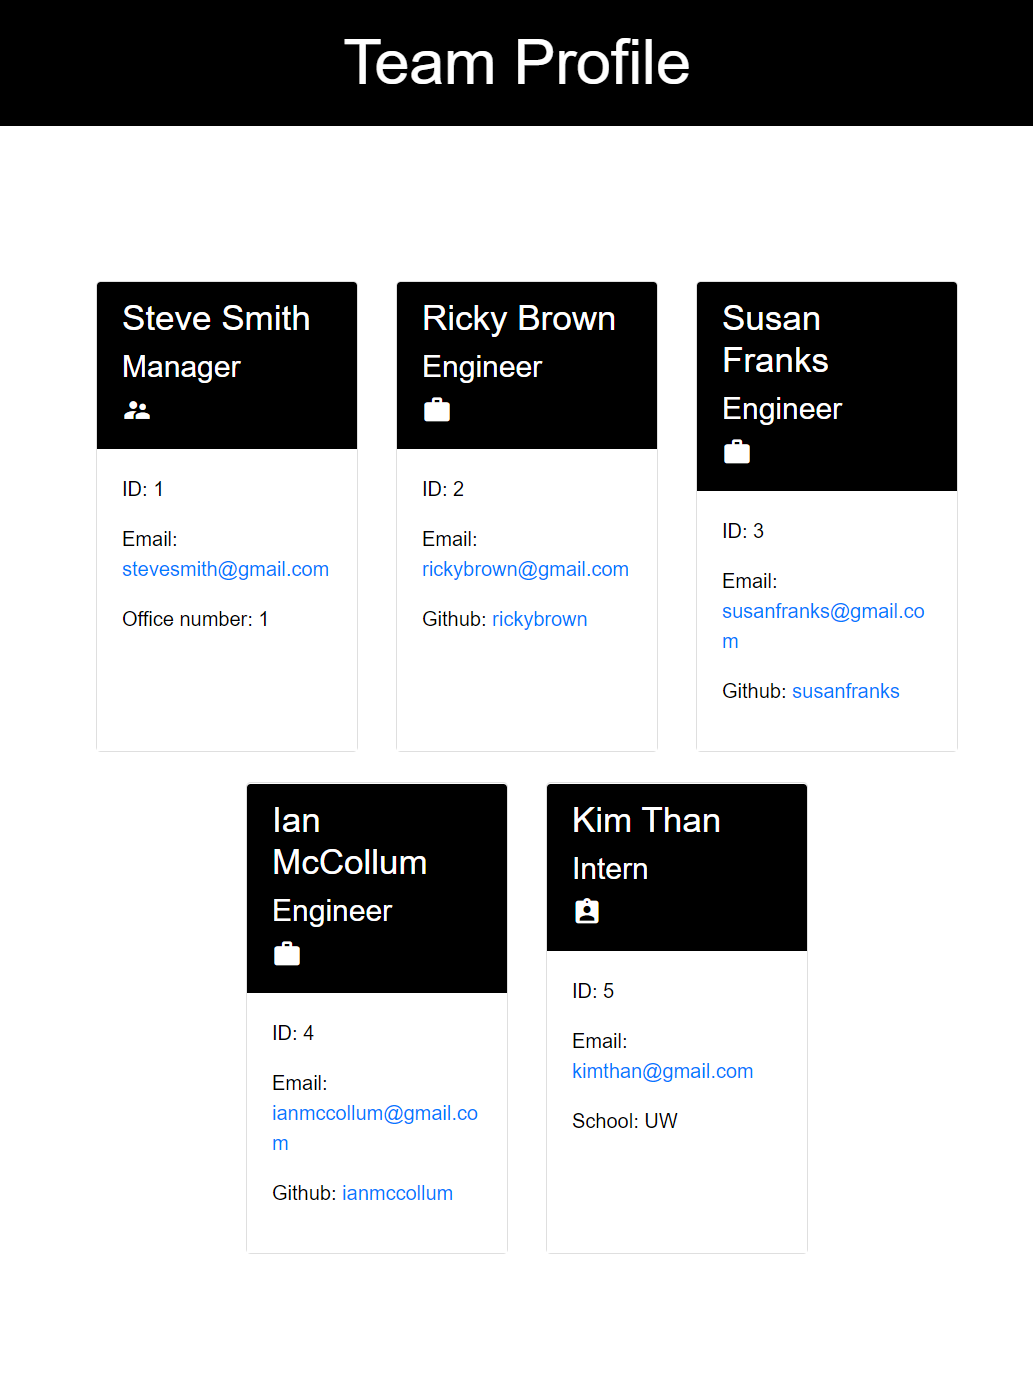 Team Profile
Steve Smith
Manager
ID: 1
Email:
stevesmith@gmail.com
Office number: 1
Ricky Brown
Engineer
ID: 2
Email:
rickybrown@gmail.com
Github: rickybrown
Susan
Franks
Engineer
ID: 3
Email:
susanfranks@gmail.co
m
Github: susanfranks
Ian
McCollum
Engineer
ID: 4
Email:
ianmccollum@gmail.co
m
Github: ianmccollum
Kim Than
Intern
ID: 5
Email:
kimthan@gmail.com
School: UW